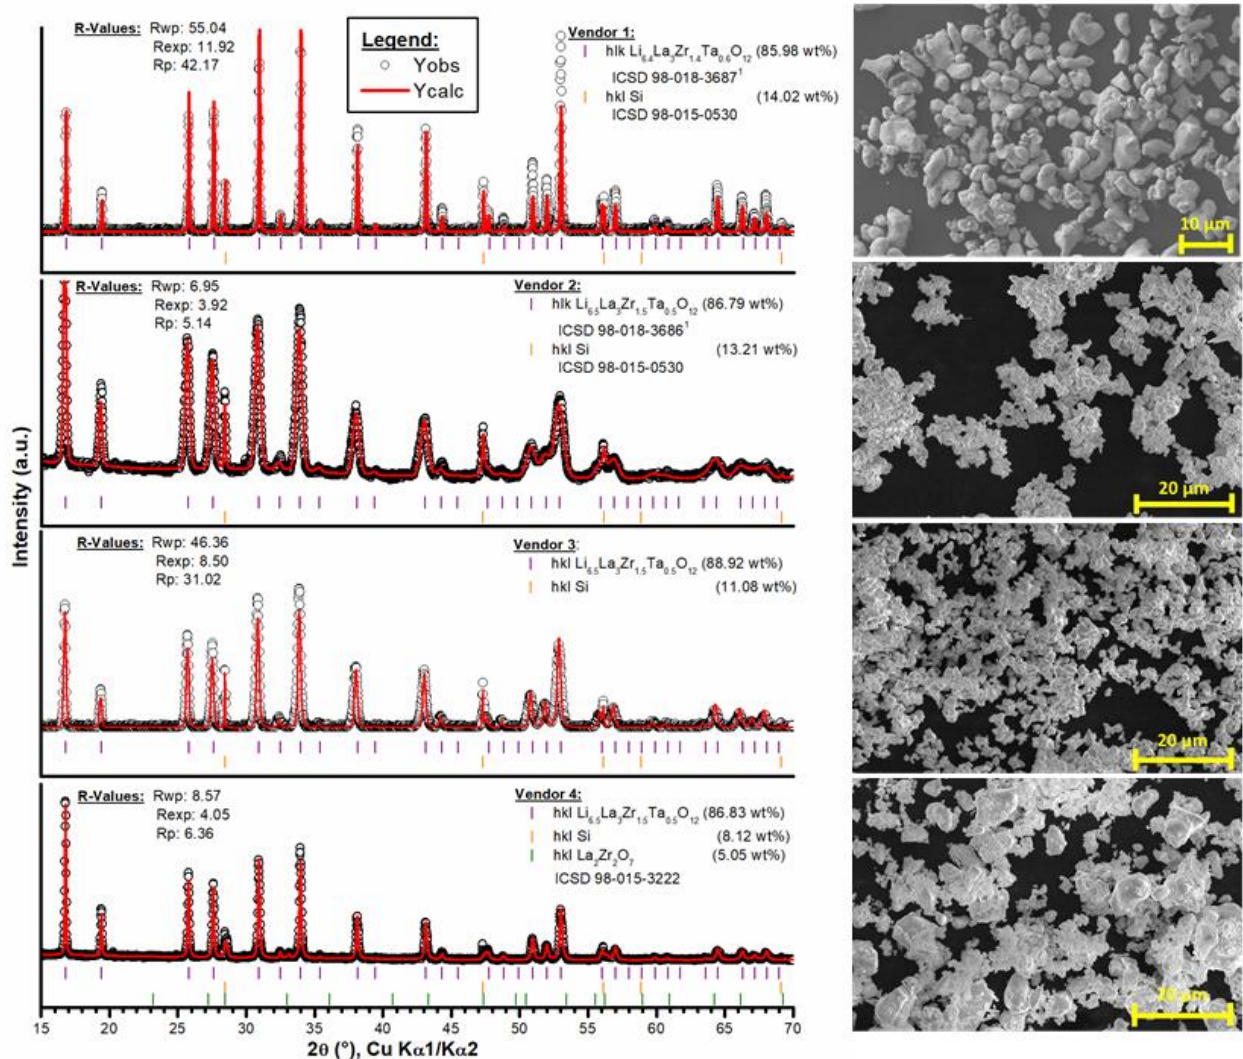 R-Values: Rwp: 55.04
Rexp: 11.92
Rp: 42.17
Legend:
Yobs
Ycalc
Vendor 1:
hlk Li6.4La3Zr1.4Ta0.6O12 (85.98 wt%)
ICSD 98-018-3687¹
hkl Si (14.02 wt%)
ICSD 98-015-0530
10 µm
R-Values: Rwp: 6.95
Rexp: 3.92
Rp: 5.14
Vendor 2:
hlk Li6.5La3Zr1.5Ta0.5O12 (86.79 wt%)
ICSD 98-018-3686¹
hkl Si (13.21 wt%)
ICSD 98-015-0530
20 µm
R-Values: Rwp: 46.36
Rexp: 8.50
Rp: 31.02
Vendor 3:
hkl Li6.5La3Zr1.5Ta0.5O12 (88.92 wt%)
hkl Si (11.08 wt%)
20 µm
R-Values: Rwp: 8.57
Rexp: 4.05
Rp: 6.36
Vendor 4:
hkl Li6.5La3Zr1.5Ta0.5O12 (86.83 wt%)
hkl Si (8.12 wt%)
hkl La2Zr2O7 (5.05 wt%)
ICSD 98-015-3222
20 µm
Intensity (a.u.)
15 20 25 30 35 40 45 50 55 60 65 70
2θ (°), Cu Kα1/Kα2